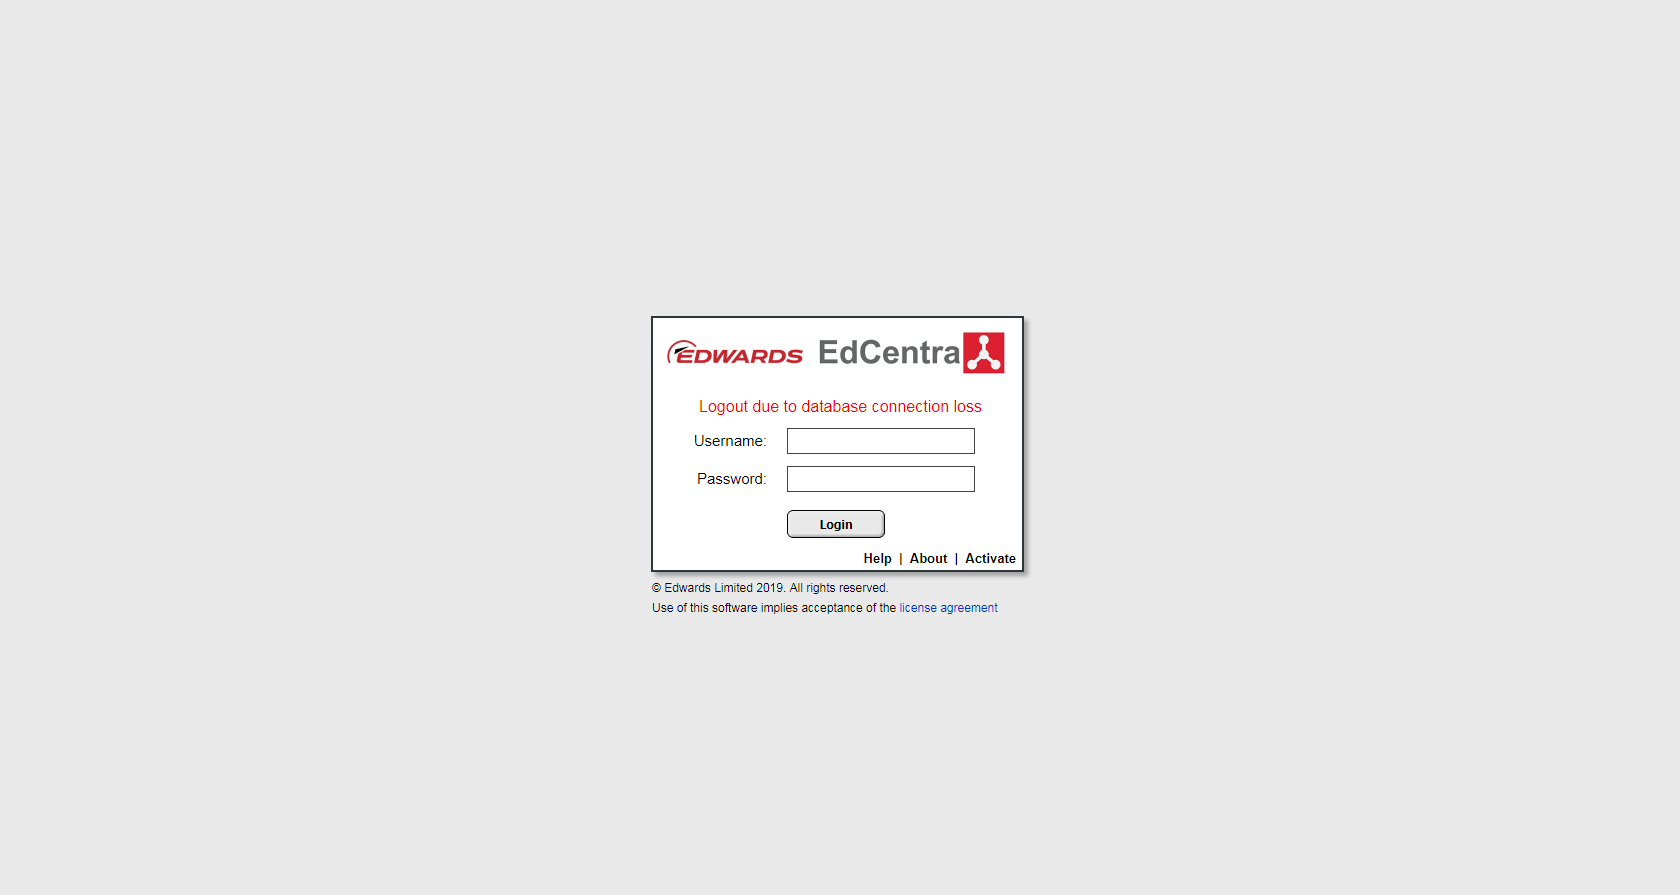 EDWARDS EdCentra
Logout due to database connection loss
Username:
Password:
Login
Help | About | Activate
© Edwards Limited 2019. All rights reserved.
Use of this software implies acceptance of the license agreement